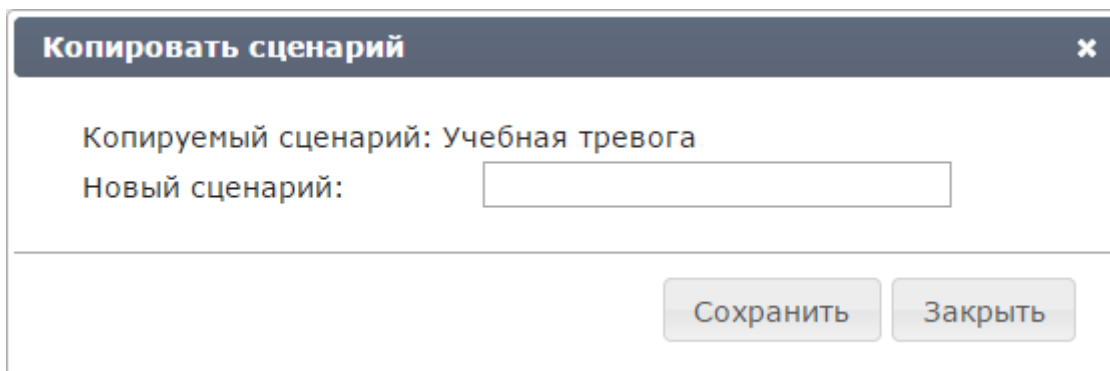 Копировать сценарий
Копируемый сценарий: Учебная тревога
Новый сценарий:
Сохранить Закрыть